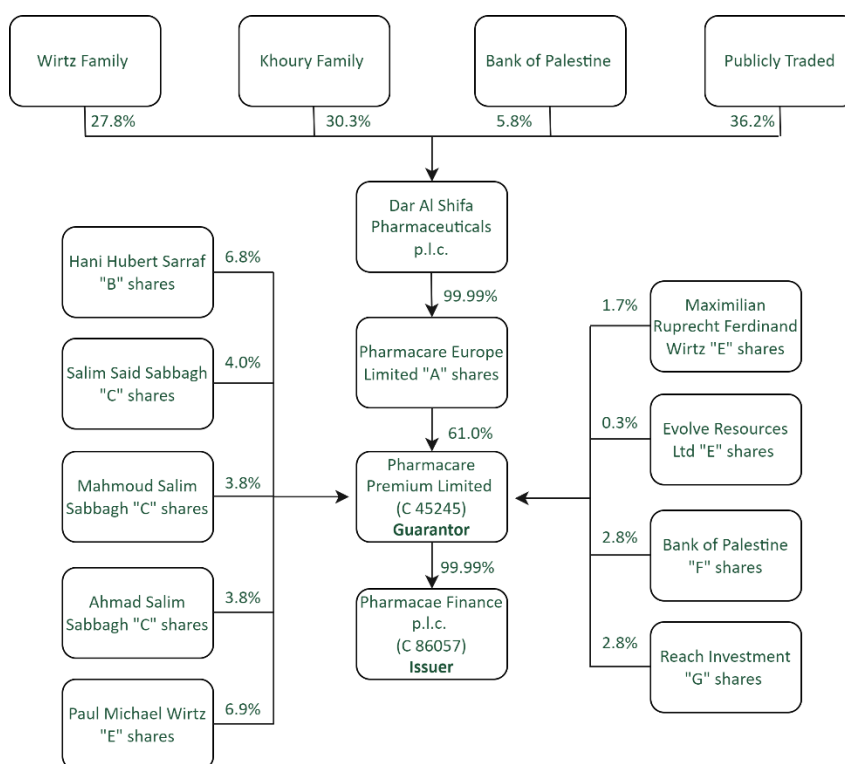 Wirtz Family
Khoury Family
Bank of Palestine
Publicly Traded
27.8%
30.3%
5.8%
36.2%
Dar Al Shifa
Pharmaceuticals
p.l.c.
99.99%
Pharmacare Europe
Limited "A" shares
61.0%
Pharmacare
Premium Limited
(C 45245)
Guarantor
99.99%
Pharmacae Finance
p.l.c.
(C 86057)
Issuer
Hani Hubert Sarraf
"B" shares
6.8%
Salim Said Sabbagh
"C" shares
4.0%
Mahmoud Salim
Sabbagh "C" shares
3.8%
Ahmad Salim
Sabbagh "C" shares
3.8%
Paul Michael Wirtz
"E" shares
6.9%
1.7%
Maximilian
Ruprecht Ferdinand
Wirtz "E" shares
0.3%
Evolve Resources
Ltd "E" shares
2.8%
Bank of Palestine
"F" shares
2.8%
Reach Investment
"G" shares